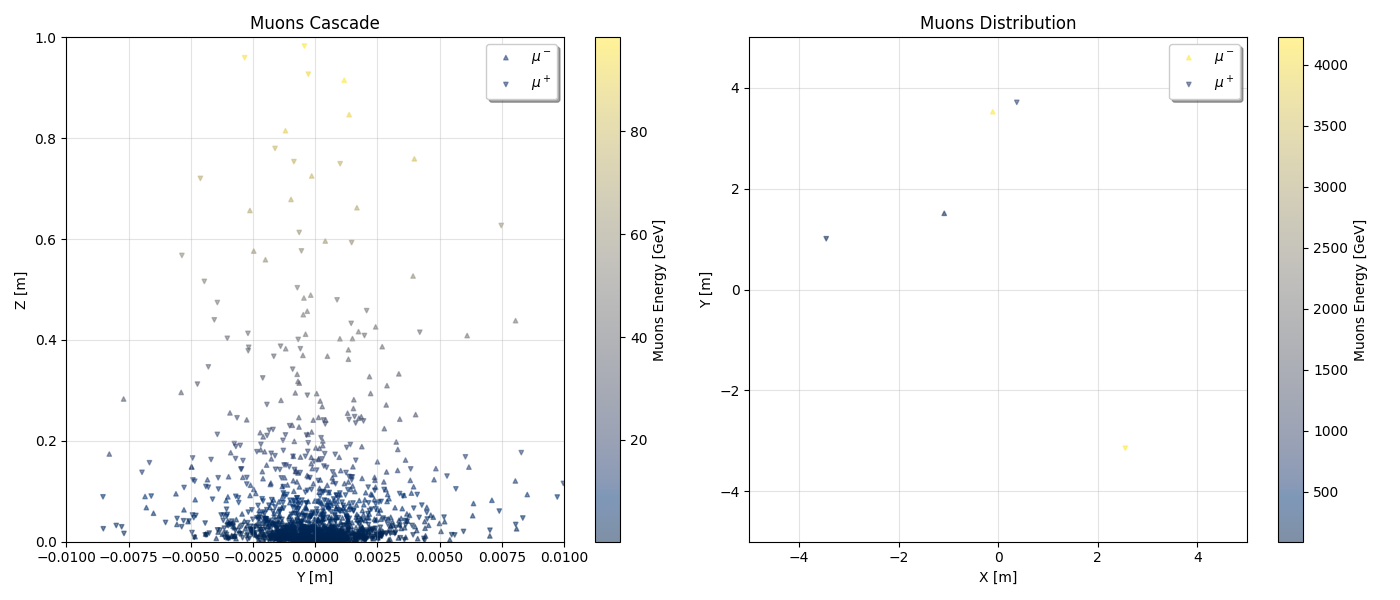 Muons Cascade
1.0
0.8
0.6
0.4
0.2
0.0
Z [m]
μ⁻
μ⁺
−0.0100 −0.0075 −0.0050 −0.0025 0.0000 0.0025 0.0050 0.0075 0.0100
Y [m]
80
60
40
20
Muons Energy [GeV]
Muons Distribution
4
2
0
−2
−4
Y [m]
μ⁻
μ⁺
−4 −2 0 2 4
X [m]
4000
3500
3000
2500
2000
1500
1000
500
Muons Energy [GeV]